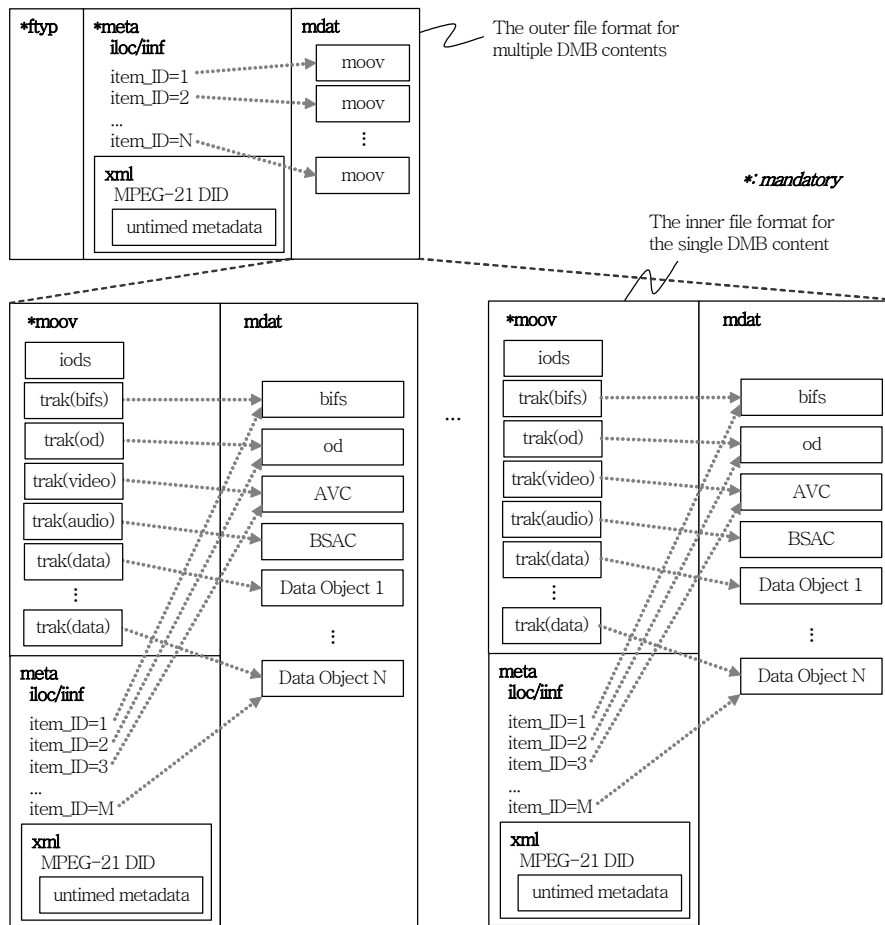 *ftyp
*meta
iloc/iinf
item_ID=1
item_ID=2
...
item_ID=N
xml
MPEG-21 DID
untimed metadata
mdat
moov
moov
⋮
moov
The outer file format for
multiple DMB contents
*: mandatory
The inner file format for
the single DMB content
*moov
iods
trak(bifs)
trak(od)
trak(video)
trak(audio)
trak(data)
⋮
trak(data)
meta
iloc/iinf
item_ID=1
item_ID=2
item_ID=3
...
item_ID=M
xml
MPEG-21 DID
untimed metadata
mdat
bifs
od
AVC
BSAC
Data Object 1
⋮
Data Object N
...
*moov
iods
trak(bifs)
trak(od)
trak(video)
trak(audio)
trak(data)
⋮
trak(data)
meta
iloc/iinf
item_ID=1
item_ID=2
item_ID=3
...
item_ID=M
xml
MPEG-21 DID
untimed metadata
mdat
bifs
od
AVC
BSAC
Data Object 1
⋮
Data Object N